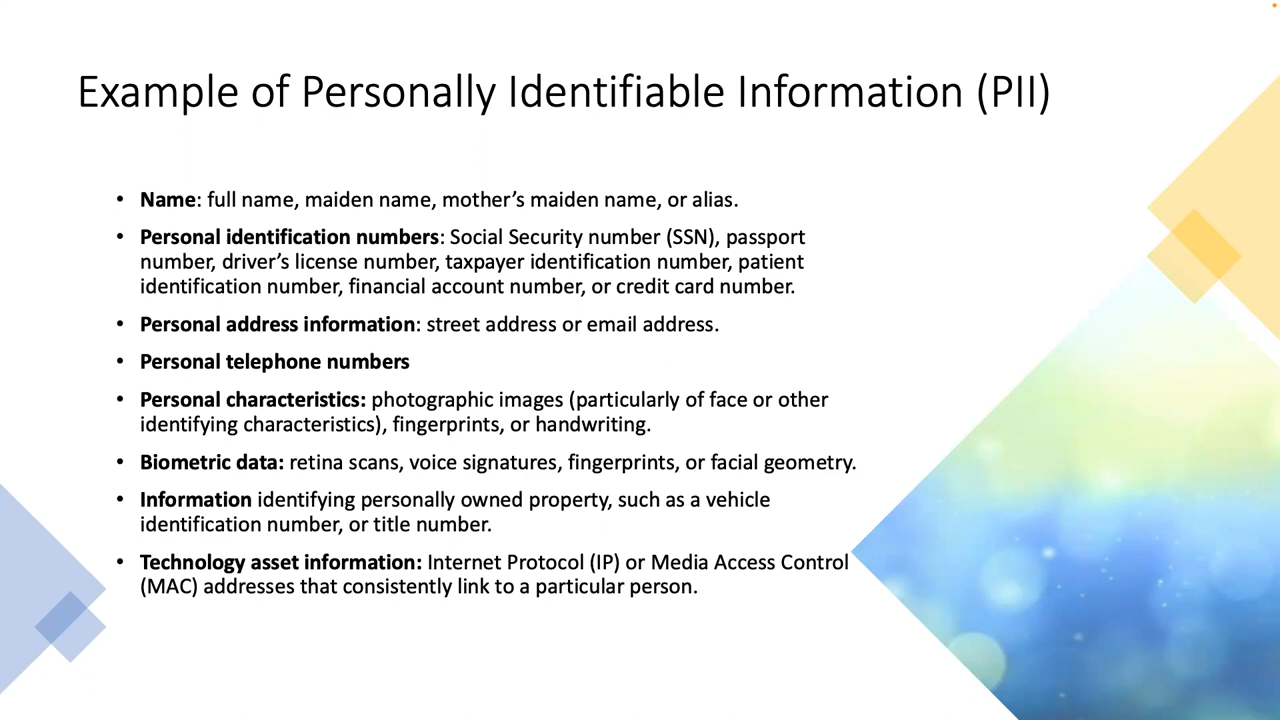 Example of Personally Identifiable Information (PII)
• Name: full name, maiden name, mother’s maiden name, or alias.
• Personal identification numbers: Social Security number (SSN), passport
number, driver’s license number, taxpayer identification number, patient
identification number, financial account number, or credit card number.
• Personal address information: street address or email address.
• Personal telephone numbers
• Personal characteristics: photographic images (particularly of face or other
identifying characteristics), fingerprints, or handwriting.
• Biometric data: retina scans, voice signatures, fingerprints, or facial geometry.
• Information identifying personally owned property, such as a vehicle
identification number, or title number.
• Technology asset information: Internet Protocol (IP) or Media Access Control
(MAC) addresses that consistently link to a particular person.